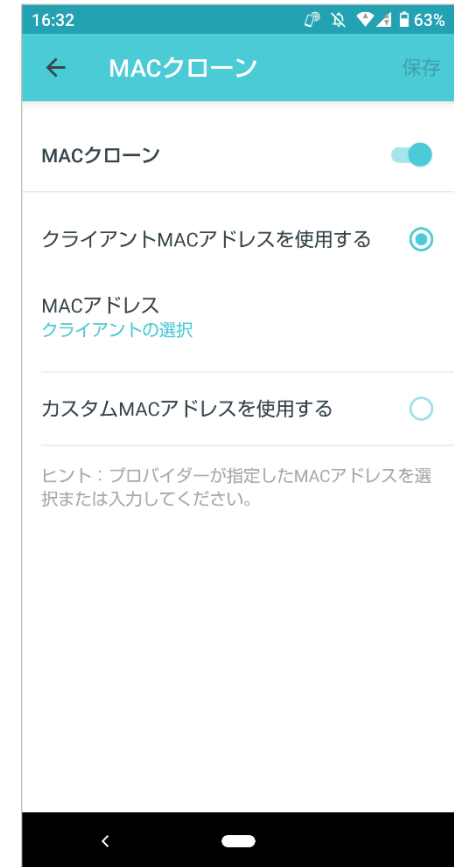 16:32
63%
MACクローン
保存
MACクローン
クライアントMACアドレスを使用する
MACアドレス
クライアントの選択
カスタムMACアドレスを使用する
ヒント：プロバイダーが指定したMACアドレスを選
択または入力してください。